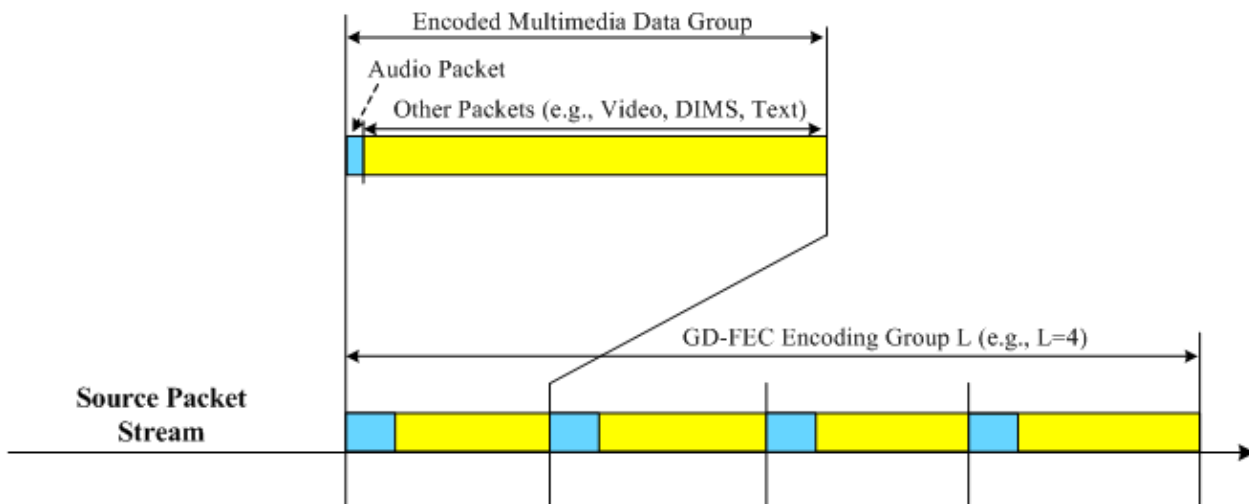 Encoded Multimedia Data Group
Audio Packet
Other Packets (e.g., Video, DIMS, Text)
GD-FEC Encoding Group L (e.g., L=4)
Source Packet
Stream